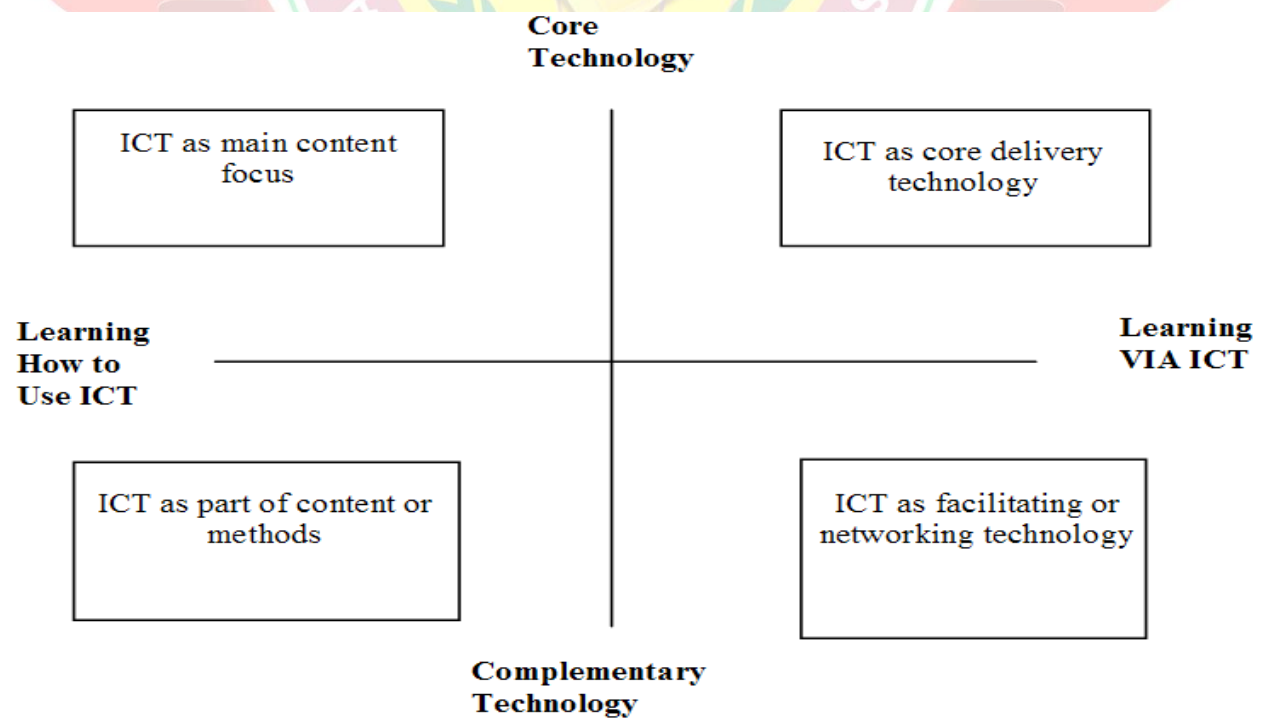 Core
Technology
ICT as main content
focus
ICT as core delivery
technology
Learning
How to
Use ICT
Learning
VIA ICT
ICT as part of content or
methods
ICT as facilitating or
networking technology
Complementary
Technology